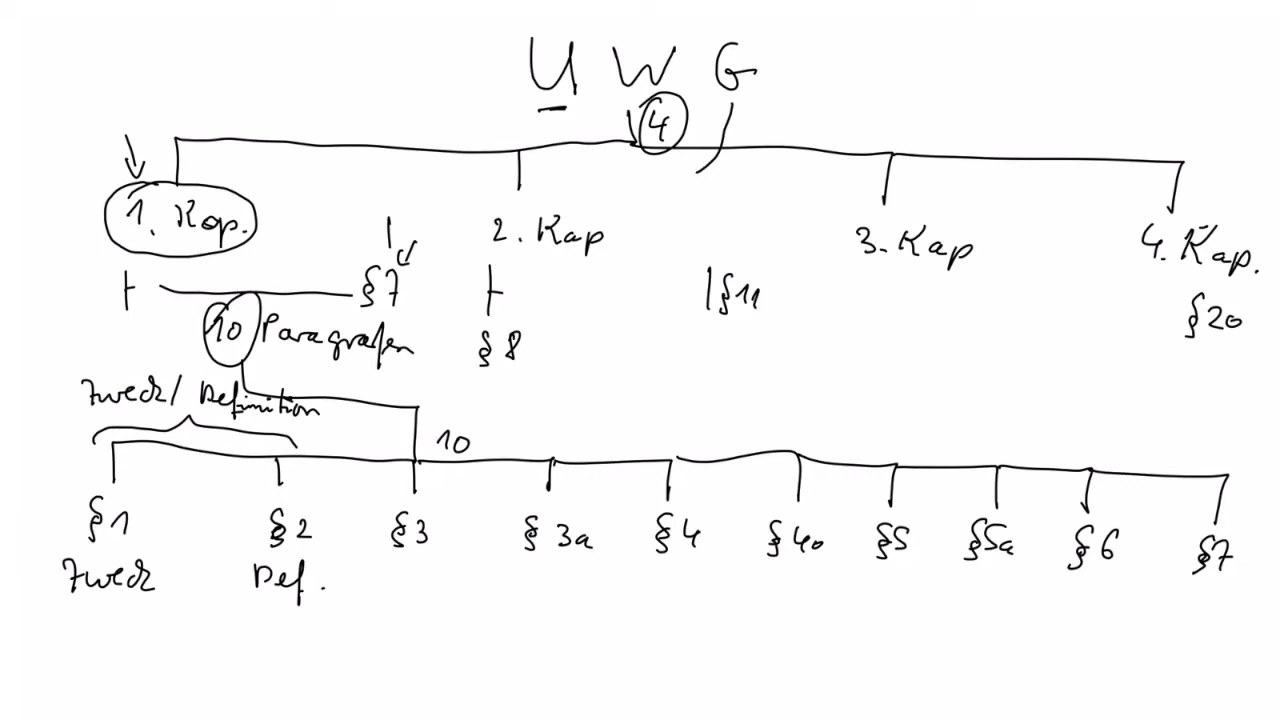 U W G
4
1. Kap.
2. Kap
3. Kap
4. Kap.
§7
§11
§20
10 Paragrafen
§8
Zweck / Definition
10
§1
§2
§3
§ 3a
§4
§ 4a
§5
§5a
§6
§7
Zweck
Def.